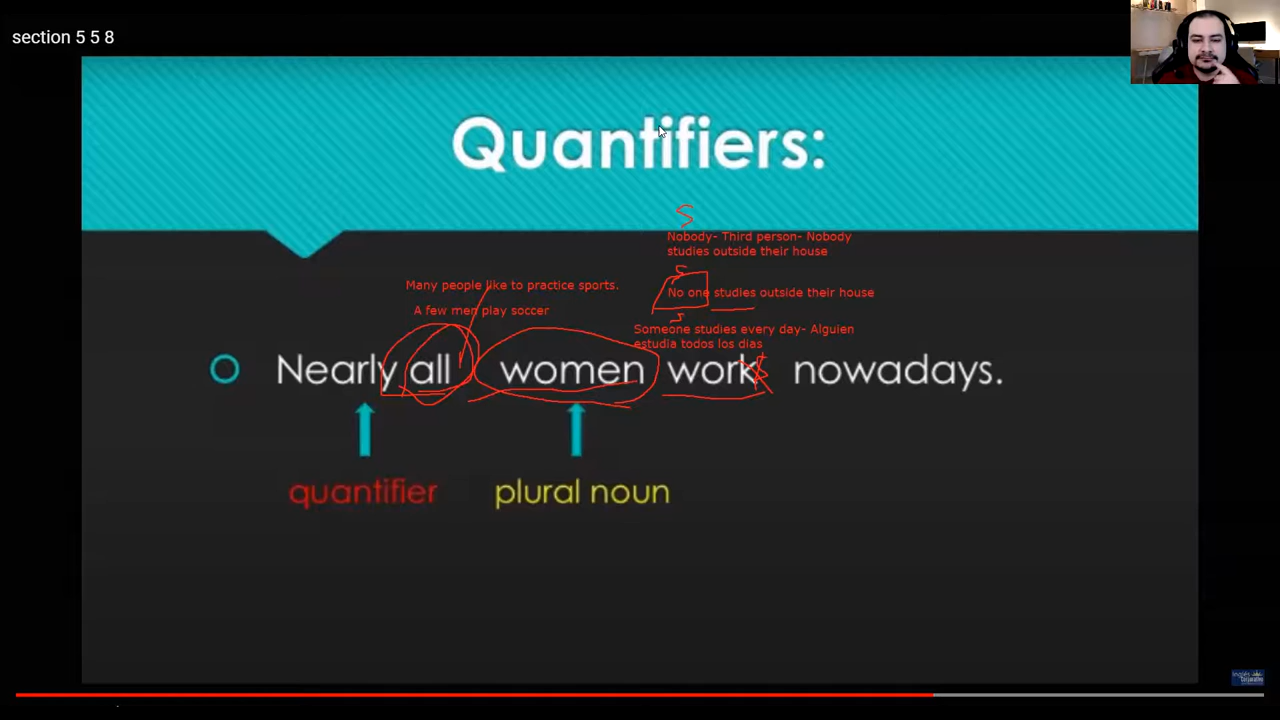 section 5 5 8
Quantifiers:
S
Nobody- Third person- Nobody
studies outside their house
Many people like to practice sports.
S
No one studies outside their house
A few men play soccer
S
Someone studies every day- Alguien
estudia todos los dias
Nearly all women work nowadays.
quantifier plural noun